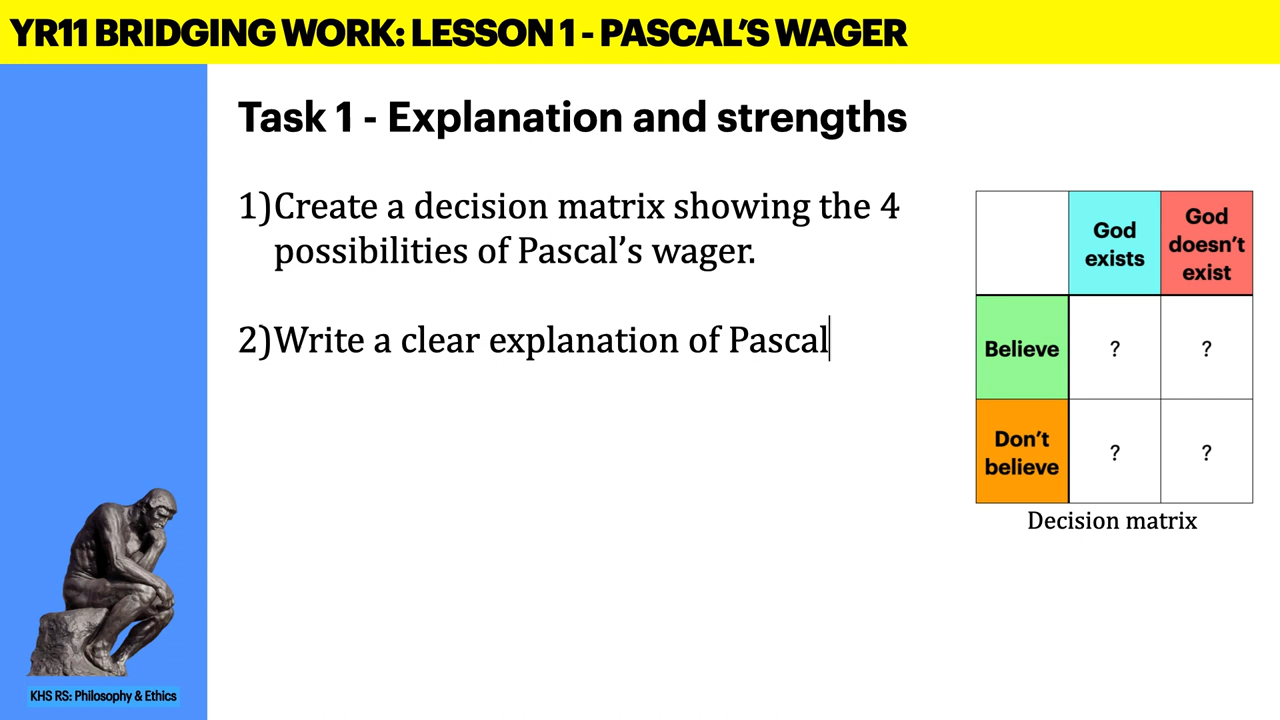 YR11 BRIDGING WORK: LESSON 1 - PASCAL'S WAGER
Task 1 - Explanation and strengths
1)Create a decision matrix showing the 4
possibilities of Pascal’s wager.
2)Write a clear explanation of Pascal
God
exists
God
doesn’t
exist
Believe
?
?
Don’t
believe
?
?
Decision matrix
KHS RS: Philosophy & Ethics